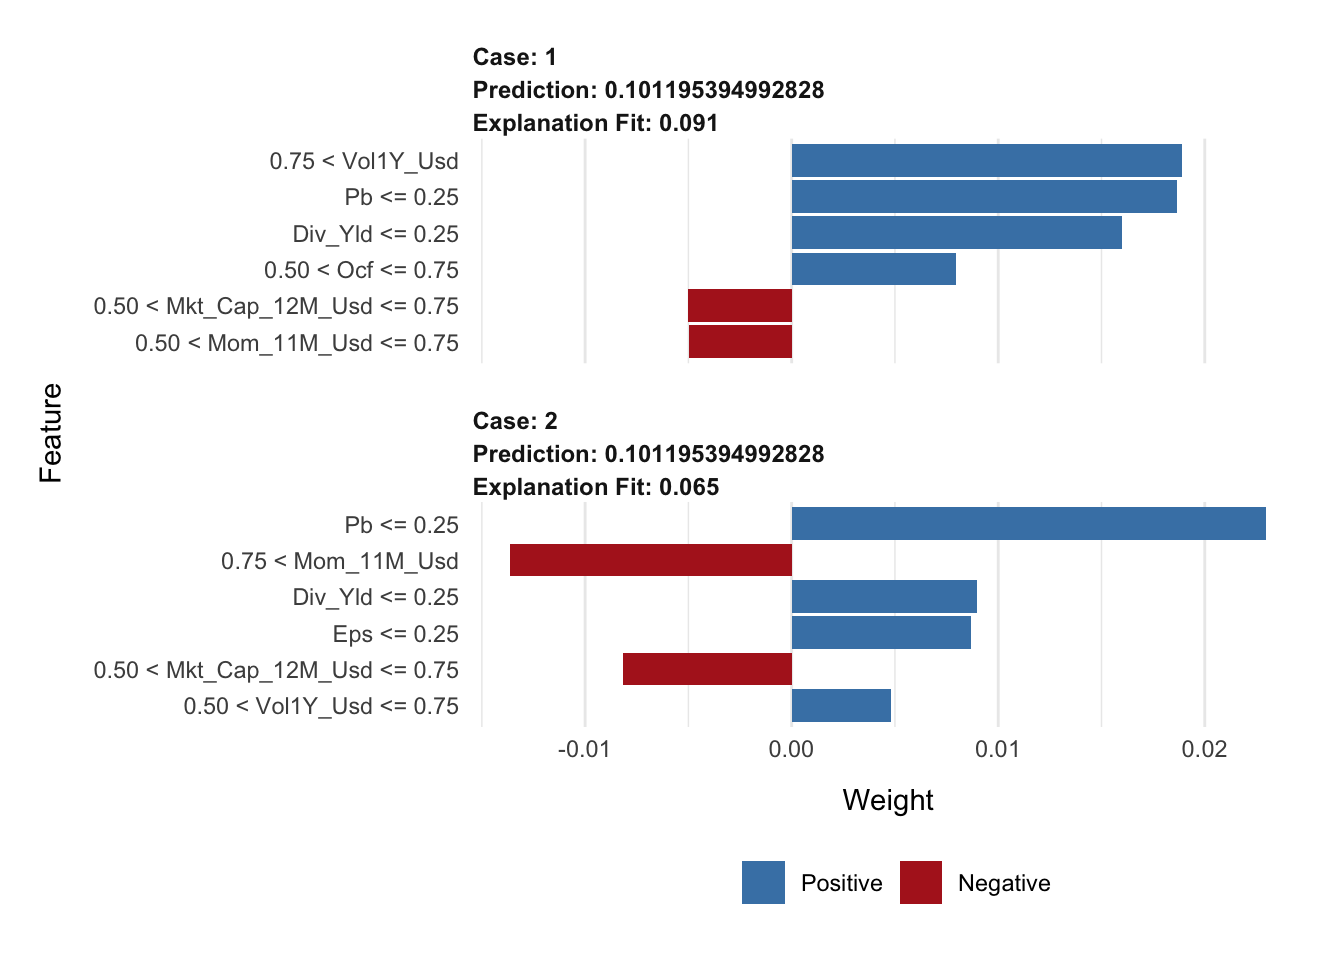 Case: 1
Prediction: 0.101195394992828
Explanation Fit: 0.091
0.75 < Vol1Y_Usd
Pb <= 0.25
Div_Yld <= 0.25
0.50 < Ocf <= 0.75
0.50 < Mkt_Cap_12M_Usd <= 0.75
0.50 < Mom_11M_Usd <= 0.75
Feature
Case: 2
Prediction: 0.101195394992828
Explanation Fit: 0.065
Pb <= 0.25
0.75 < Mom_11M_Usd
Div_Yld <= 0.25
Eps <= 0.25
0.50 < Mkt_Cap_12M_Usd <= 0.75
0.50 < Vol1Y_Usd <= 0.75
-0.01 0.00 0.01 0.02
Weight
Positive Negative